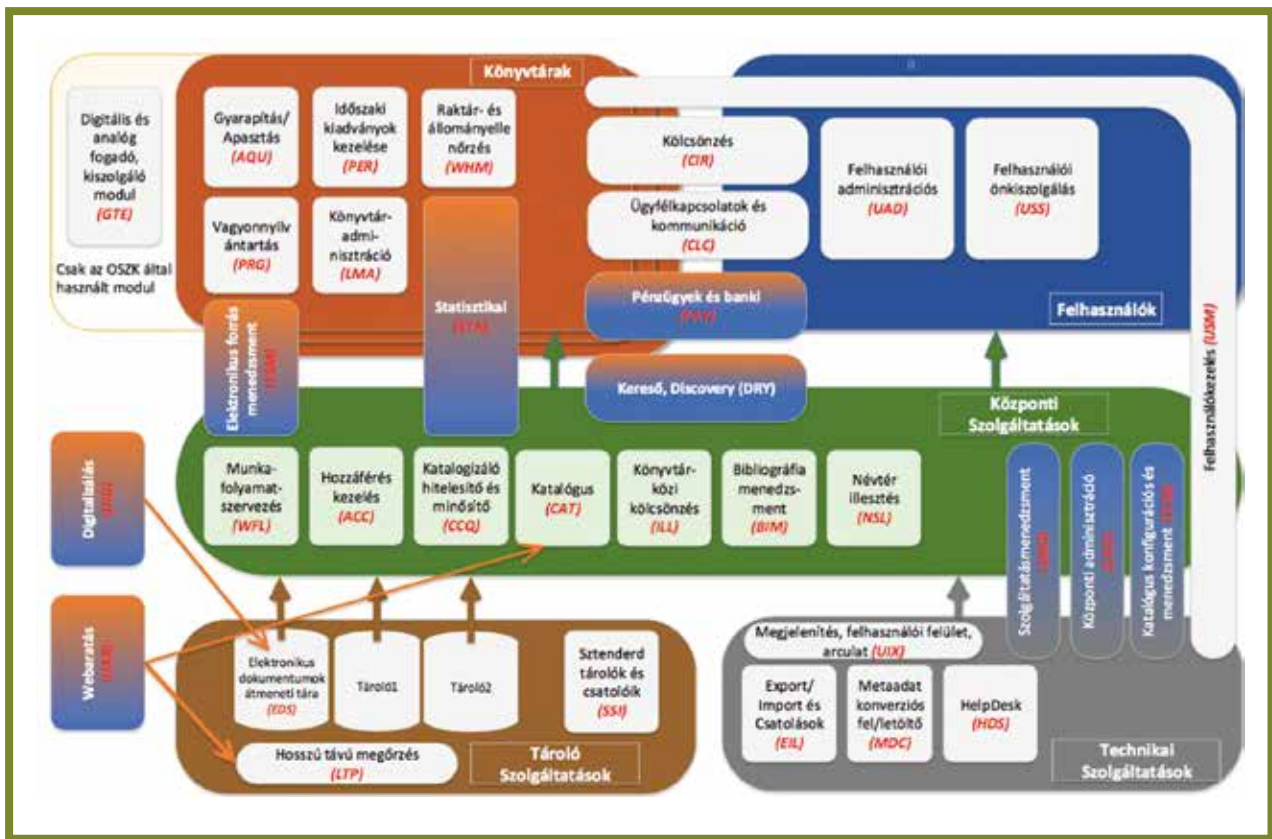 Könyvtárak
Digitális és
analóg
fogadó,
kiszolgáló
modul
(GTE)
Csak az OSZK által
használt modul
Gyarapítás/
Apasztás
(AQU)
Időszaki
kiadványok
kezelése
(PER)
Raktár- és
állományelle
nőrzés
(WHM)
Vagyonnyilv
ántartás
(PRG)
Könyvtár-
admi-
nisztráció
(LMA)
Statisztikai
(STA)
Elektronikus forrás
menedzsment
Kölcsönzés
(CIR)
Ügyfélkapcsolatok és
kommunikáció
(CLC)
Pénzügyek és banki
(PAY)
Kereső, Discovery (DRY)
Felhasználói
adminisztrációs
(UAD)
Felhasználói
önkiszolgálás
(USS)
Felhasználók
Felhasználókezelés (USM)
Központi
Szolgáltatások
Munka-
folyamat-
szervezés
(WFL)
Hozzáférés
kezelés
(ACC)
Katalogizáló
hitelesítő és
minősítő
(CCQ)
Katalógus
(CAT)
Könyvtár-
közi
kölcsönzés
(ILL)
Bibliográfia
menedzs-
ment
(BIM)
Névtér
illesztés
(NSL)
Szolgáltatásmenedzsment
Központi adminisztráció
Katalógus konfigurációs és
menedzsment
Digitalizálás
Webaratás
Elektronikus
dokumentumok
átmeneti tára
(EDS)
Tároló1
Tároló2
Sztenderd
tárolók és
csatolóik
(SSI)
Hosszú távú megőrzés
(LTP)
Tároló
Szolgáltatások
Megjelenítés, felhasználói felület,
arculat (UIX)
Export/
Import és
Csatolások
(EIL)
Metaadat
konverziós
fel/letöltő
(MDC)
HelpDesk
(HDS)
Technikai
Szolgáltatások